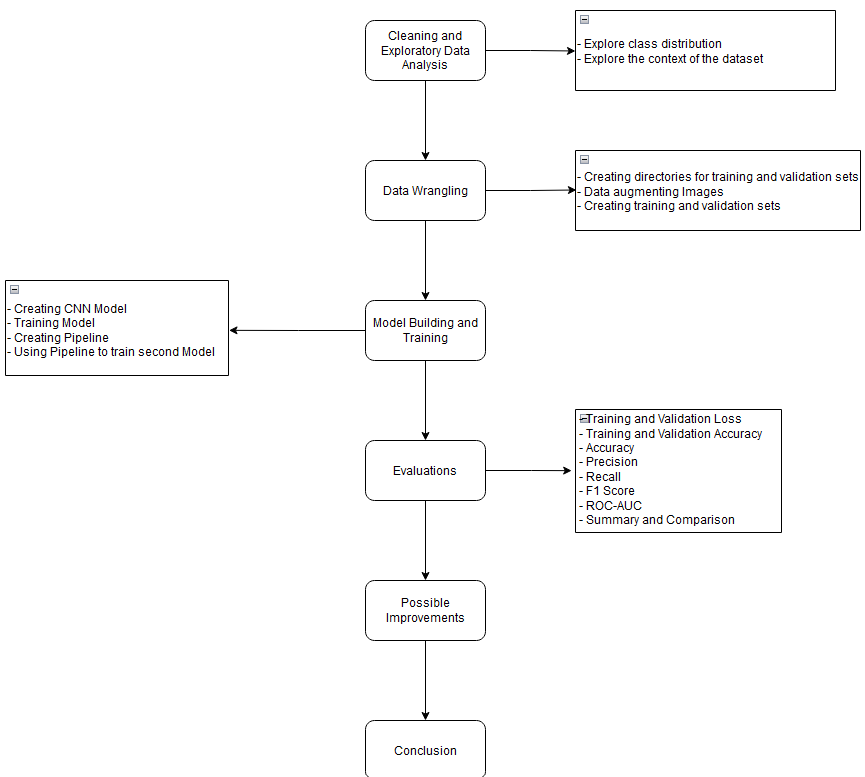 Cleaning and
Exploratory Data
Analysis
- Explore class distribution
- Explore the context of the dataset
Data Wrangling
- Creating directories for training and validation sets
- Data augmenting Images
- Creating training and validation sets
Model Building and
Training
- Creating CNN Model
- Training Model
- Creating Pipeline
- Using Pipeline to train second Model
Evaluations
- Training and Validation Loss
- Training and Validation Accuracy
- Accuracy
- Precision
- Recall
- F1 Score
- ROC-AUC
- Summary and Comparison
Possible
Improvements
Conclusion